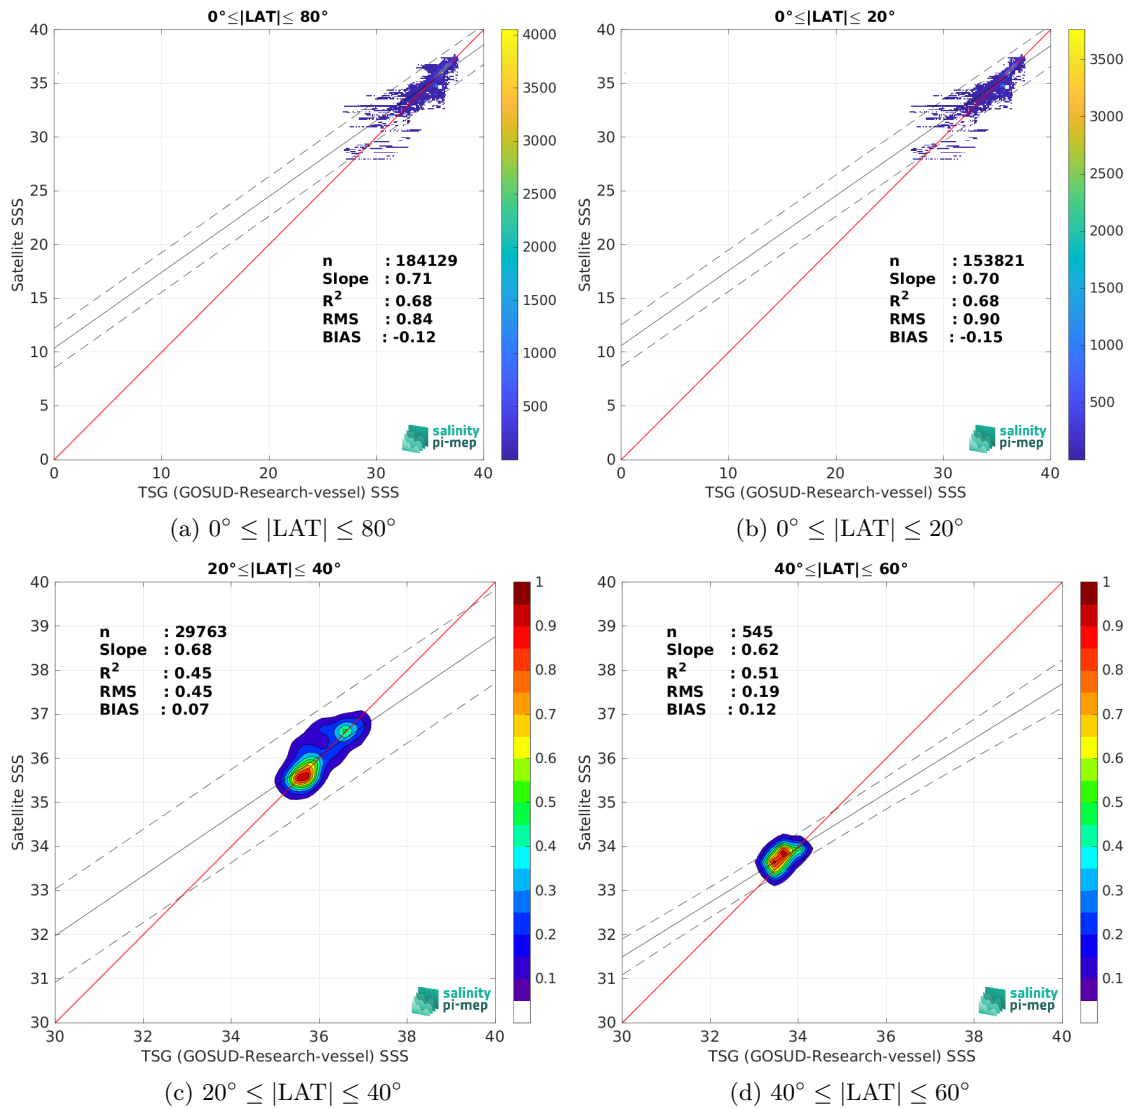 0°≤|LAT|≤ 80°
40
35
30
25
20
15
10
5
0
Satellite SSS
n : 184129
Slope : 0.71
R² : 0.68
RMS : 0.84
BIAS : -0.12
salinity
pi-mep
0
10
20
30
40
TSG (GOSUD-Research-vessel) SSS
4000
3500
3000
2500
2000
1500
1000
500
(a) 0° ≤ |LAT| ≤ 80°
0°≤|LAT|≤ 20°
40
35
30
25
20
15
10
5
0
Satellite SSS
n : 153821
Slope : 0.70
R² : 0.68
RMS : 0.90
BIAS : -0.15
salinity
pi-mep
0
10
20
30
40
TSG (GOSUD-Research-vessel) SSS
3500
3000
2500
2000
1500
1000
500
(b) 0° ≤ |LAT| ≤ 20°
20°≤|LAT|≤ 40°
40
39
38
37
36
35
34
33
32
31
30
Satellite SSS
n : 29763
Slope : 0.68
R² : 0.45
RMS : 0.45
BIAS : 0.07
salinity
pi-mep
30
32
34
36
38
40
TSG (GOSUD-Research-vessel) SSS
1
0.9
0.8
0.7
0.6
0.5
0.4
0.3
0.2
0.1
(c) 20° ≤ |LAT| ≤ 40°
40°≤|LAT|≤ 60°
40
39
38
37
36
35
34
33
32
31
30
Satellite SSS
n : 545
Slope : 0.62
R² : 0.51
RMS : 0.19
BIAS : 0.12
salinity
pi-mep
30
32
34
36
38
40
TSG (GOSUD-Research-vessel) SSS
1
0.9
0.8
0.7
0.6
0.5
0.4
0.3
0.2
0.1
(d) 40° ≤ |LAT| ≤ 60°